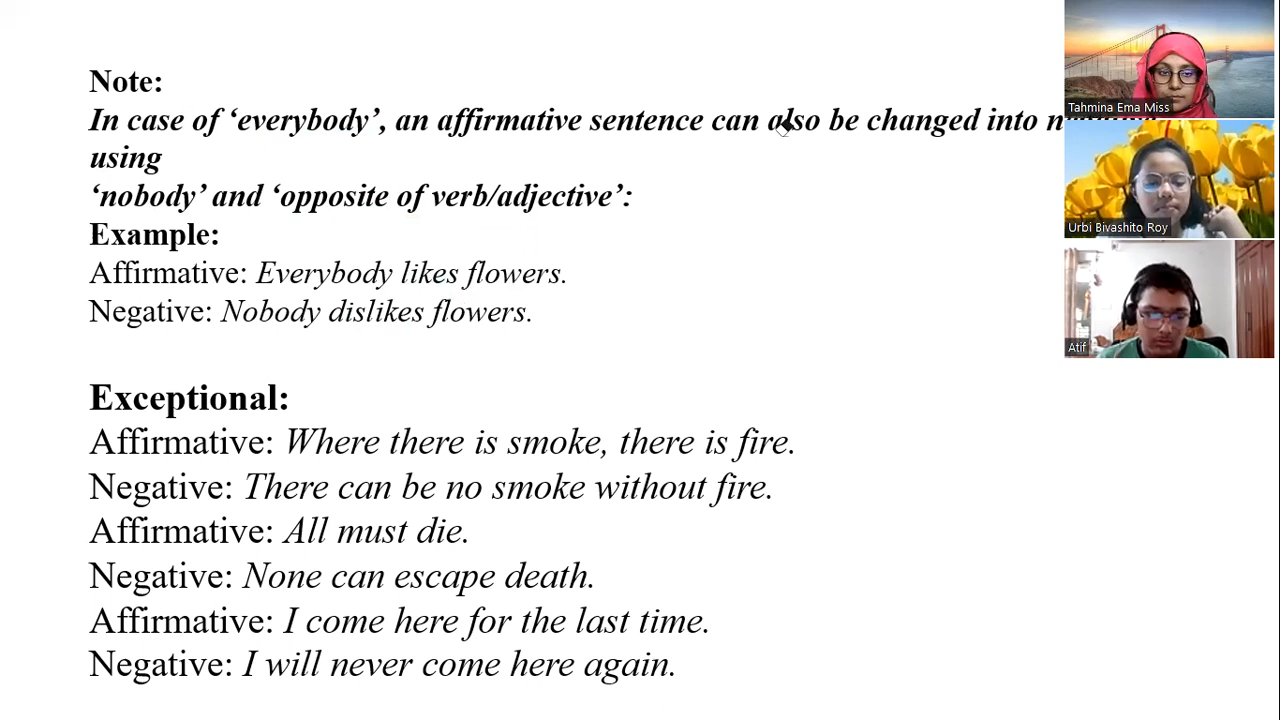 Note:
In case of ‘everybody’, an affirmative sentence can also be changed into
using
‘nobody’ and ‘opposite of verb/adjective’:
Example:
Affirmative: Everybody likes flowers.
Negative: Nobody dislikes flowers.
Exceptional:
Affirmative: Where there is smoke, there is fire.
Negative: There can be no smoke without fire.
Affirmative: All must die.
Negative: None can escape death.
Affirmative: I come here for the last time.
Negative: I will never come here again.
Tahmina Ema Miss
Urbi Bivashito Roy
Atif